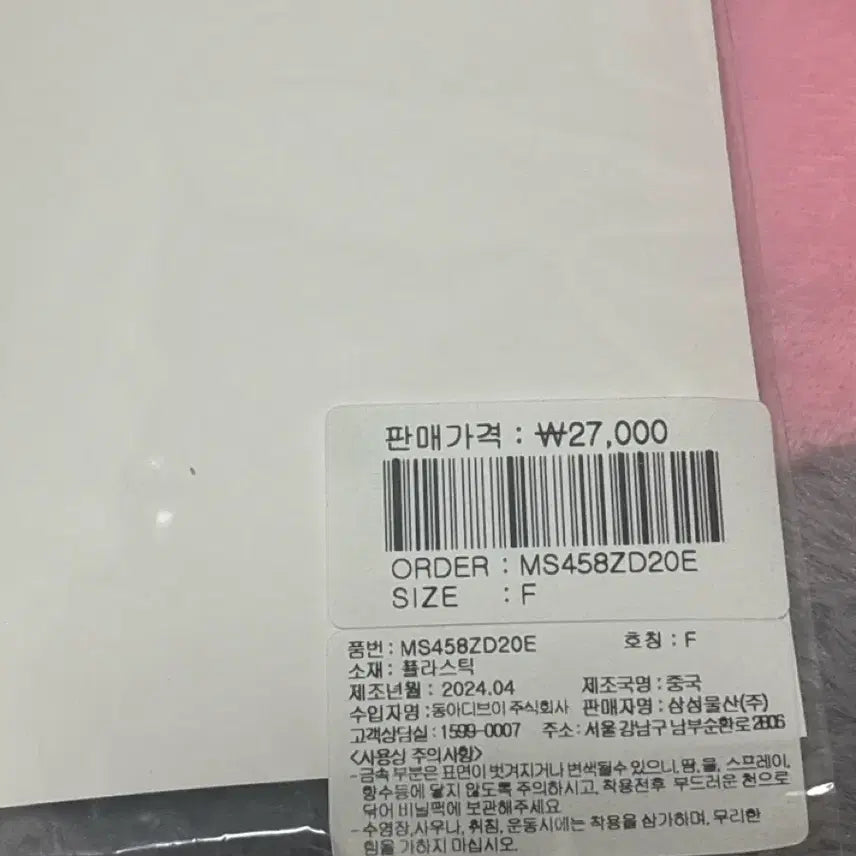 판매가격 : ₩27,000
ORDER : MS458ZD20E
SIZE : F
품번 : MS458ZD20E 호칭 : F
소재 : 플라스틱
제조년월 : 2024.04 제조국명 : 중국
수입자명 : 동아디브이 주식회사 판매자명 : 삼성물산(주)
고객상담실 : 1599-0007 주소 : 서울 강남구 남부순환로 2806
<사용상 주의사항>
-금속 부분은 표면이 벗겨지거나 변색될수 있으니, 땀, 물, 스프레이,
향수등에 닿지 않도록 주의하시고, 착용전후 부드러운 천으로
닦어 비닐팩에 보관해주세요
-수영장,사우나, 취침, 운동시에는 착용을 삼가하며, 무리한
힘을 가하지 마십시오.